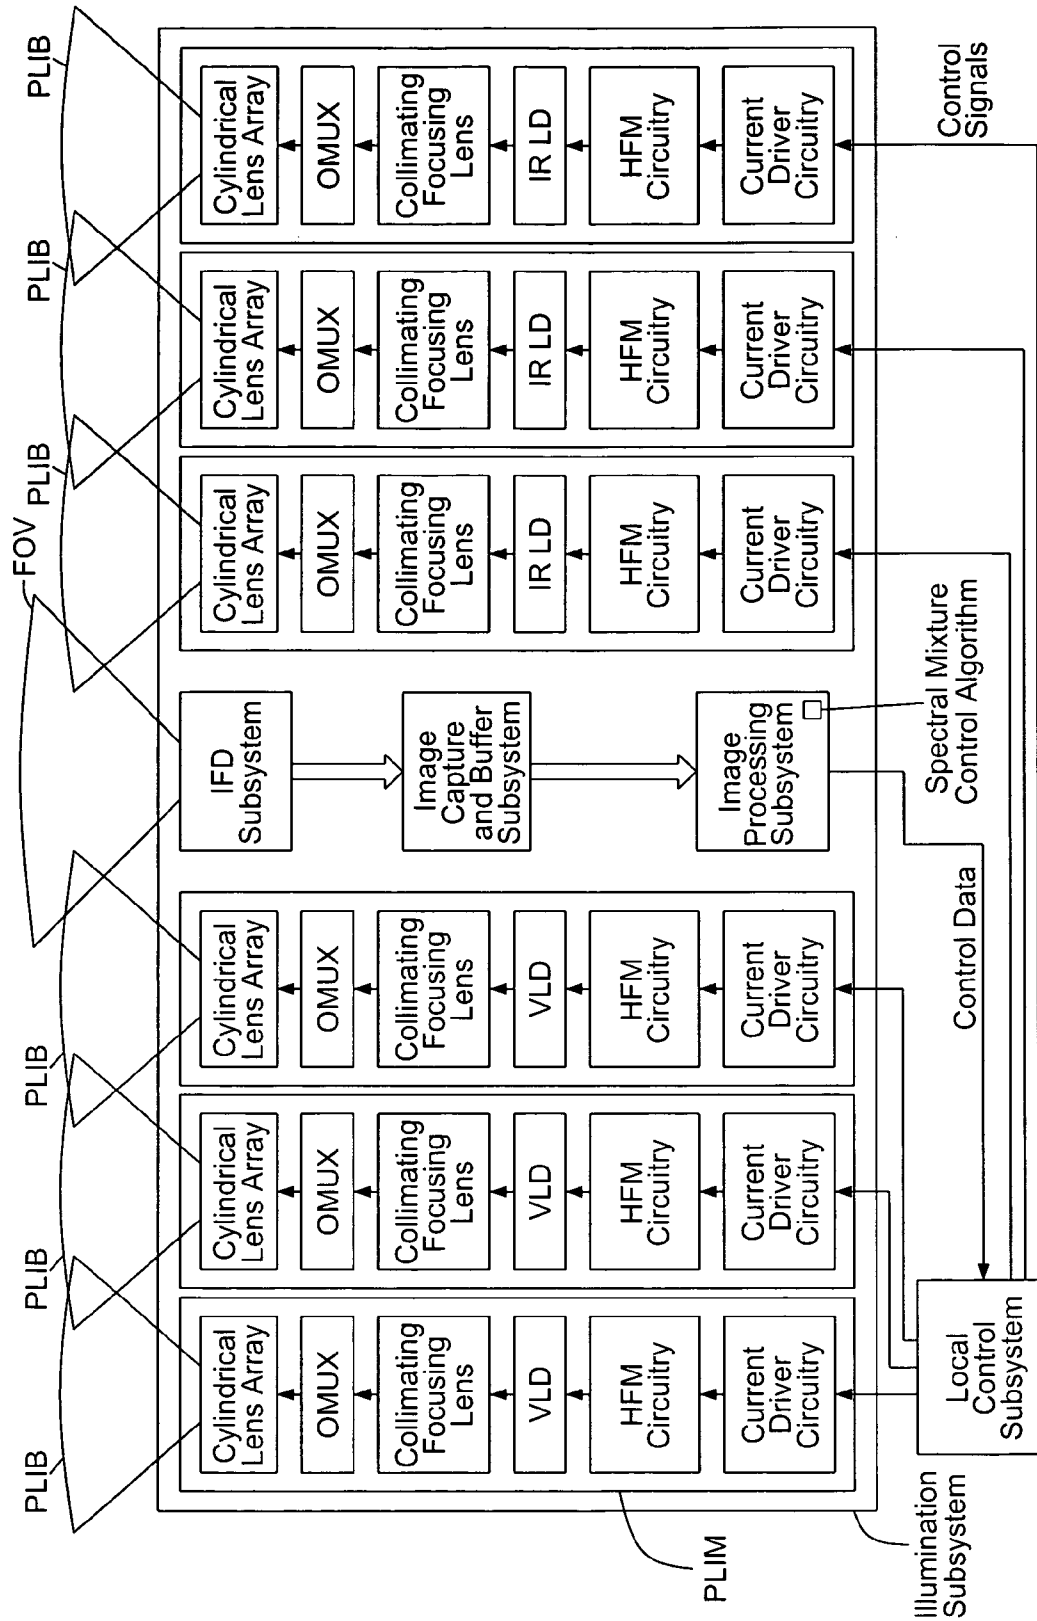 FOV
PLIB
PLIB
PLIB
PLIB
PLIB
PLIB
Cylindrical
Lens Array
OMUX
Collimating
Focusing
Lens
VLD
HFM
Circuitry
Current
Driver
Circuitry
Cylindrical
Lens Array
OMUX
Collimating
Focusing
Lens
VLD
HFM
Circuitry
Current
Driver
Circuitry
Cylindrical
Lens Array
OMUX
Collimating
Focusing
Lens
VLD
HFM
Circuitry
Current
Driver
Circuitry
IFD
Subsystem
Image
Capture
and Buffer
Subsystem
Image
Processing
Subsystem
Cylindrical
Lens Array
OMUX
Collimating
Focusing
Lens
IR LD
HFM
Circuitry
Current
Driver
Circuitry
Cylindrical
Lens Array
OMUX
Collimating
Focusing
Lens
IR LD
HFM
Circuitry
Current
Driver
Circuitry
Cylindrical
Lens Array
OMUX
Collimating
Focusing
Lens
IR LD
HFM
Circuitry
Current
Driver
Circuitry
PLIM
Illumination
Subsystem
Local
Control
Subsystem
Control Data
Spectral Mixture
Control Algorithm
Control
Signals